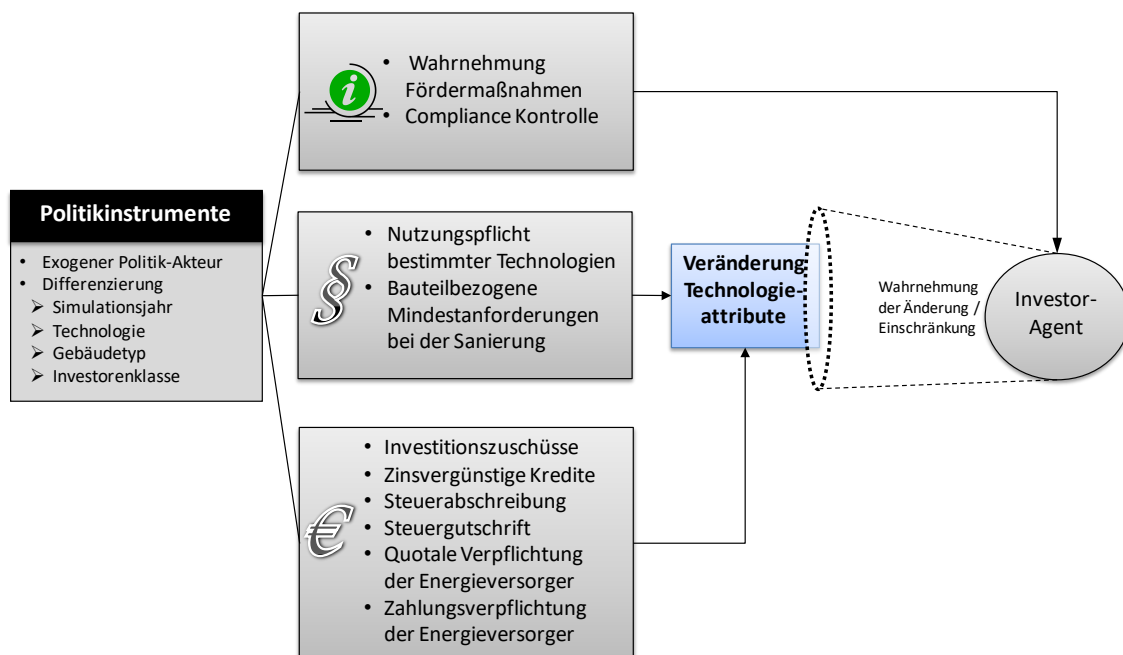 Politikinstrumente
• Exogener Politik-Akteur
• Differenzierung
➢ Simulationsjahr
➢ Technologie
➢ Gebäudetyp
➢ Investorenklasse
i
• Wahrnehmung
Fördermaßnahmen
• Compliance Kontrolle
§
• Nutzungspflicht
bestimmter Technologien
• Bauteilbezogene
Mindestanforderungen
bei der Sanierung
€
• Investitionszuschüsse
• Zinsvergünstige Kredite
• Steuerabschreibung
• Steuergutschrift
• Quotale Verpflichtung
der Energieversorger
• Zahlungsverpflichtung
der Energieversorger
Veränderung
Technologie-
attribute
Wahrnehmung
der Änderung /
Einschränkung
Investor-
Agent